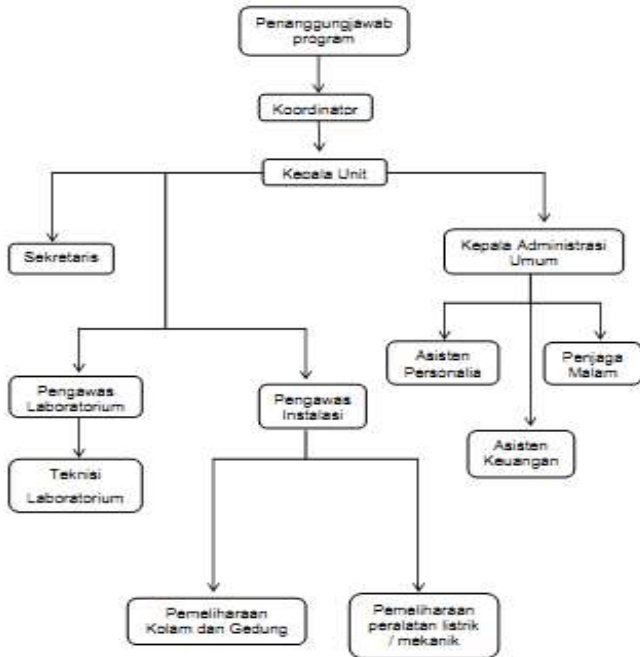 Penanggungjawab
program
Koordinator
Kepala Unit
Sekretaris
Kepala Administrasi
Umum
Asisten
Personalia
Penjaga
Malam
Pengawas
Laboratorium
Pengawas
Instalasi
Asisten
Keuangan
Teknisi
Laboratorium
Pemeliharaan
Kolam dan Gedung
Pemeliharaan
peralatan listrik
/ mekanik